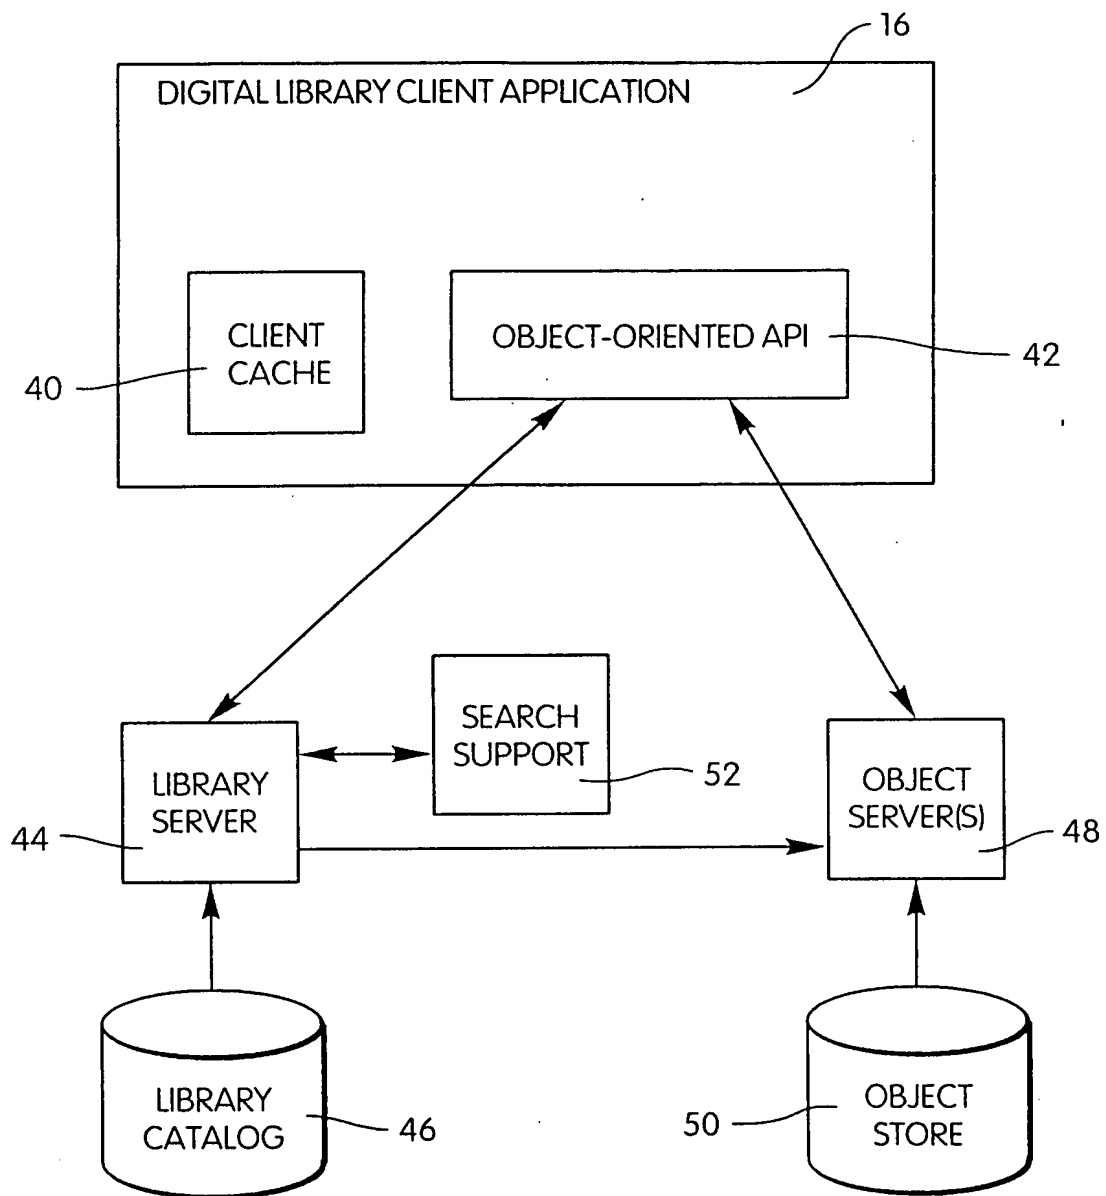 16
DIGITAL LIBRARY CLIENT APPLICATION
CLIENT
CACHE
40
OBJECT-ORIENTED API
42
SEARCH
SUPPORT
52
LIBRARY
SERVER
44
OBJECT
SERVER(S)
48
LIBRARY
CATALOG
46
OBJECT
STORE
50